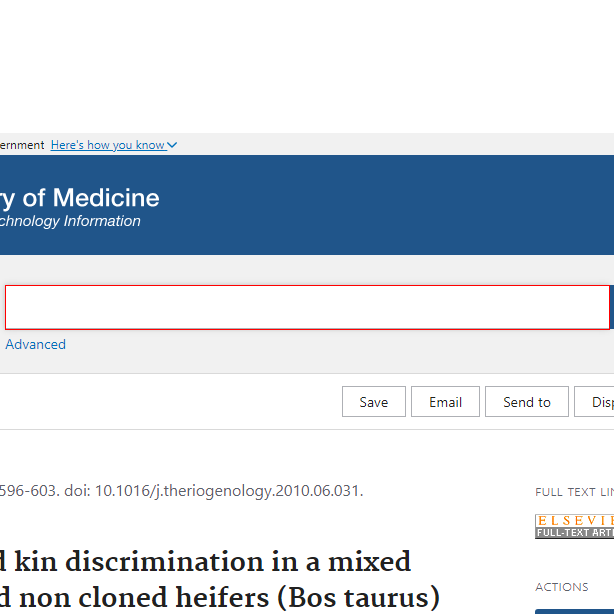 ernment Here's how you know
ry of Medicine
chnology Information
Advanced
Save Email Send to Disp
596-603. doi: 10.1016/j.theriogenology.2010.06.031.
FULL TEXT LIN
ELSEVIE
FULL-TEXT ARTI
d kin discrimination in a mixed
d non cloned heifers (Bos taurus)
ACTIONS